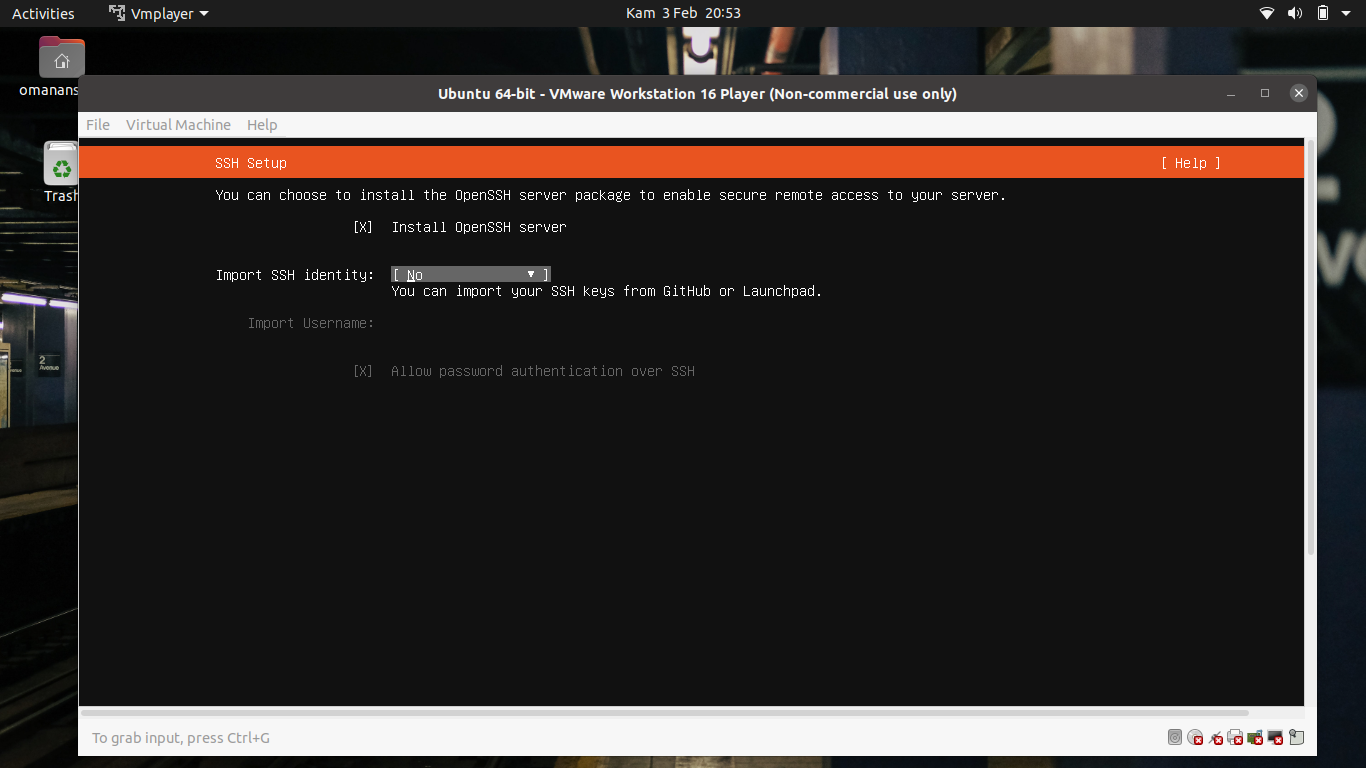 Activities
Vmplayer
Kam 3 Feb 20:53
omanans
Trash
Ubuntu 64-bit - VMware Workstation 16 Player (Non-commercial use only)
File Virtual Machine Help
SSH Setup [ Help ]
You can choose to install the OpenSSH server package to enable secure remote access to your server.
[X] Install OpenSSH server
Import SSH identity: [ No ▼ ]
You can import your SSH keys from GitHub or Launchpad.
Import Username:
[X] Allow password authentication over SSH
2
Avenue
To grab input, press Ctrl+G